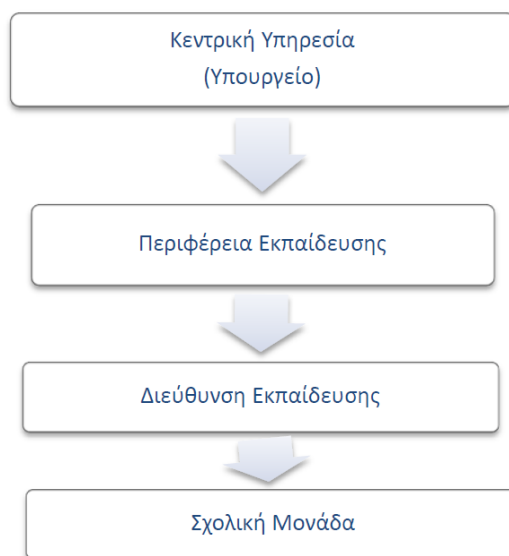 Κεντρική Υπηρεσία
(Υπουργείο)
Περιφέρεια Εκπαίδευσης
Διεύθυνση Εκπαίδευσης
Σχολική Μονάδα